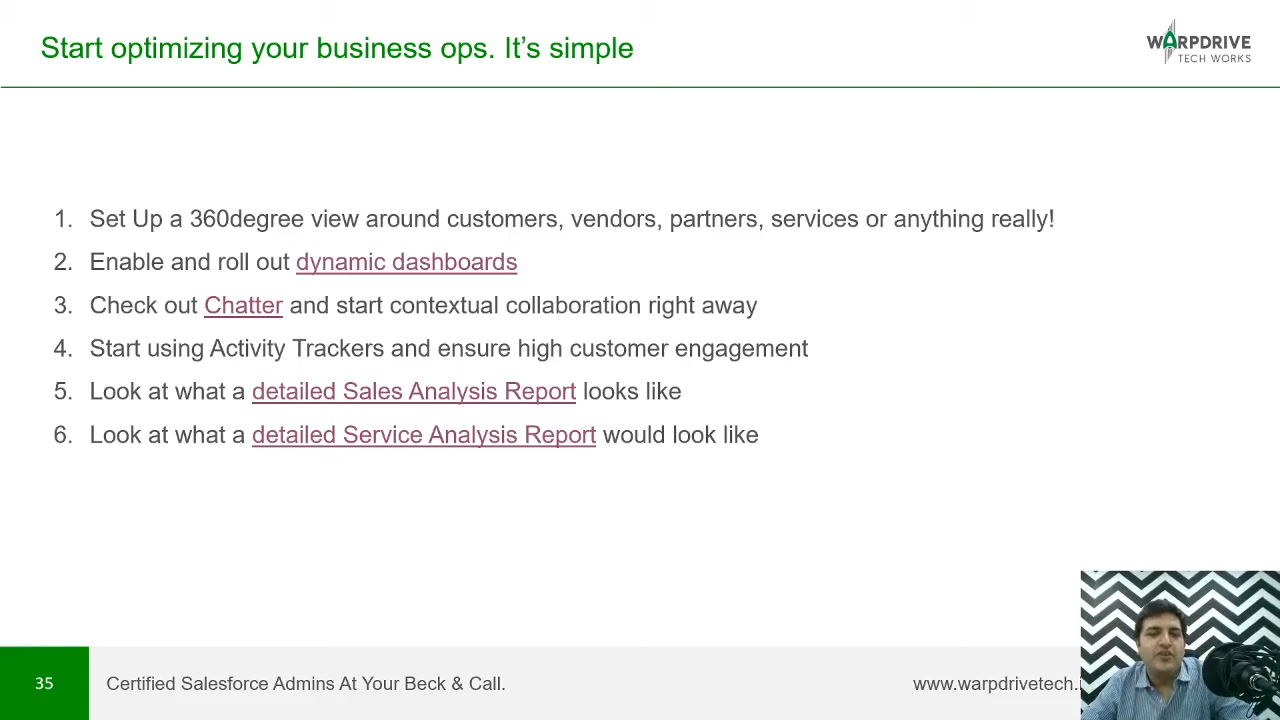 Start optimizing your business ops. It’s simple
WARPDRIVE
TECH WORKS
1. Set Up a 360degree view around customers, vendors, partners, services or anything really!
2. Enable and roll out dynamic dashboards
3. Check out Chatter and start contextual collaboration right away
4. Start using Activity Trackers and ensure high customer engagement
5. Look at what a detailed Sales Analysis Report looks like
6. Look at what a detailed Service Analysis Report would look like
35
Certified Salesforce Admins At Your Beck & Call.
www.warpdrivetech.